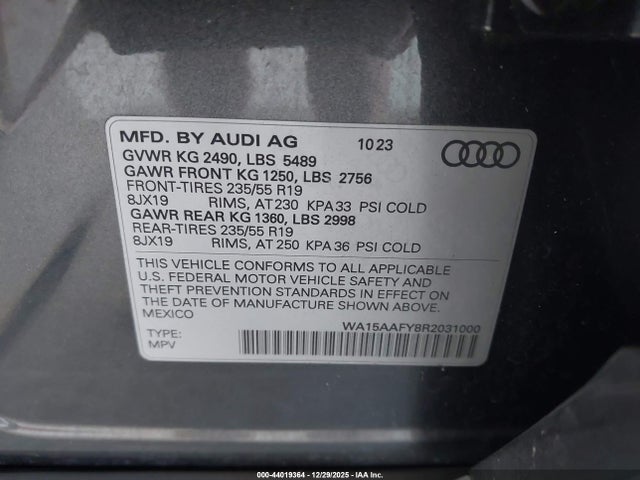 MFD. BY AUDI AG 10 23
GVWR KG 2490, LBS 5489
GAWR FRONT KG 1250, LBS 2756
FRONT-TIRES 235/55 R19
8JX19 RIMS, AT 230 KPA 33 PSI COLD
GAWR REAR KG 1360, LBS 2998
REAR-TIRES 235/55 R19
8JX19 RIMS, AT 250 KPA 36 PSI COLD
THIS VEHICLE CONFORMS TO ALL APPLICABLE
U.S. FEDERAL MOTOR VEHICLE SAFETY AND
THEFT PREVENTION STANDARDS IN EFFECT ON
THE DATE OF MANUFACTURE SHOWN ABOVE.
MEXICO
WA15AAFY8R2031000
TYPE:
MPV
000-44019364 - 12/29/2025 - IAA Inc.